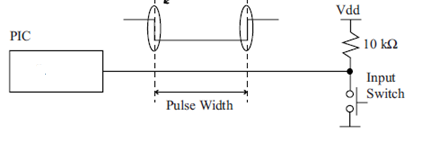 Vdd
PIC
10 kΩ
Input
Switch
Pulse Width